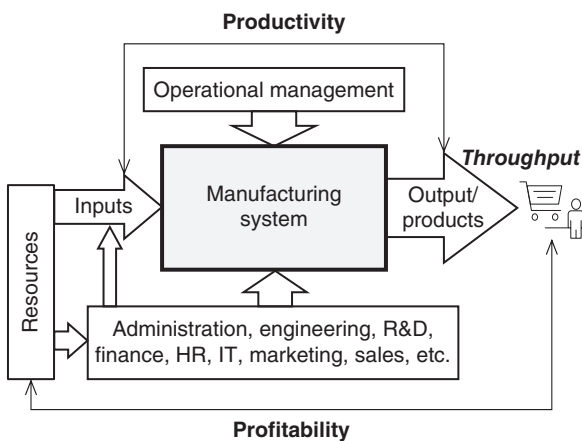 Productivity
Operational management
Throughput
Resources
Inputs
Manufacturing
system
Output/
products
Administration, engineering, R&D,
finance, HR, IT, marketing, sales, etc.
Profitability